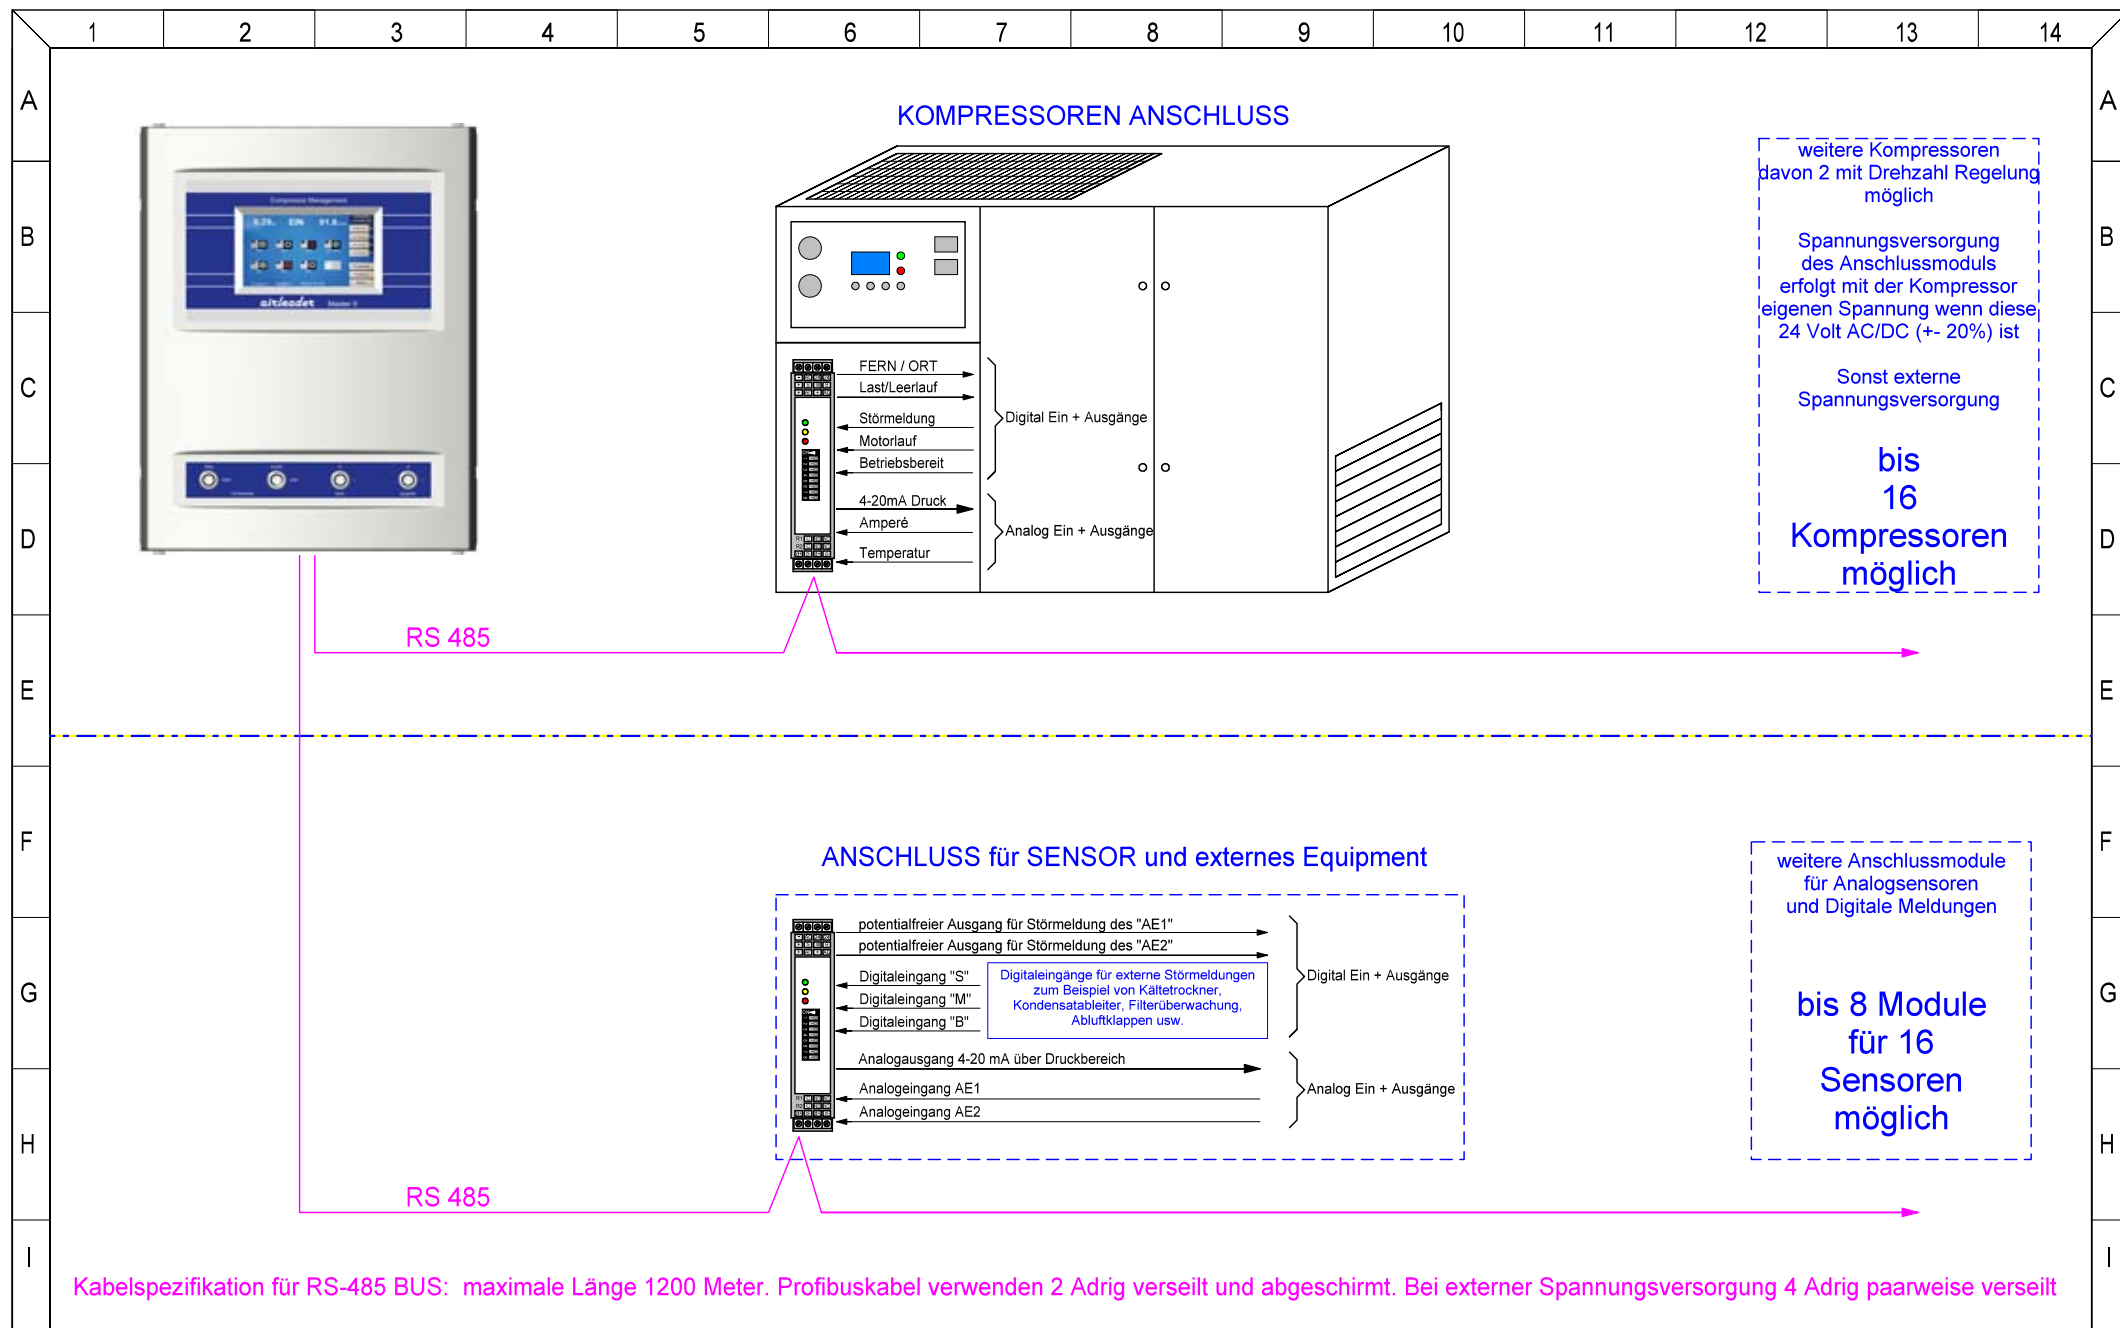 1 2 3 4 5 6 7 8 9 10 11 12 13 14
A
B
C
D
E
F
G
H
I
A
B
C
D
E
F
G
H
I
Compressor Management
EIN
airleader Master II
KOMPRESSOREN ANSCHLUSS
FERN / ORT
Last/Leerlauf
Störmeldung
Motorlauf
Betriebsbereit
Digital Ein + Ausgänge
4-20mA Druck
Amperé
Temperatur
Analog Ein + Ausgänge
weitere Kompressoren
davon 2 mit Drehzahl Regelung
möglich
Spannungsversorgung
des Anschlussmoduls
erfolgt mit der Kompressor
eigenen Spannung wenn diese
24 Volt AC/DC (+- 20%) ist
Sonst externe
Spannungsversorgung
bis
16
Kompressoren
möglich
RS 485
ANSCHLUSS für SENSOR und externes Equipment
potentialfreier Ausgang für Störmeldung des "AE1"
potentialfreier Ausgang für Störmeldung des "AE2"
Digitaleingang "S"
Digitaleingang "M"
Digitaleingang "B"
Digitaleingänge für externe Störmeldungen
zum Beispiel von Kältetrockner,
Kondensatableiter, Filterüberwachung,
Abluftklappen usw.
Digital Ein + Ausgänge
Analogausgang 4-20 mA über Druckbereich
Analogeingang AE1
Analogeingang AE2
Analog Ein + Ausgänge
weitere Anschlussmodule
für Analogsensoren
und Digitale Meldungen
bis 8 Module
für 16
Sensoren
möglich
RS 485
Kabelspezifikation für RS-485 BUS: maximale Länge 1200 Meter. Profibuskabel verwenden 2 Adrig verseilt und abgeschirmt. Bei externer Spannungsversorgung 4 Adrig paarweise verseilt